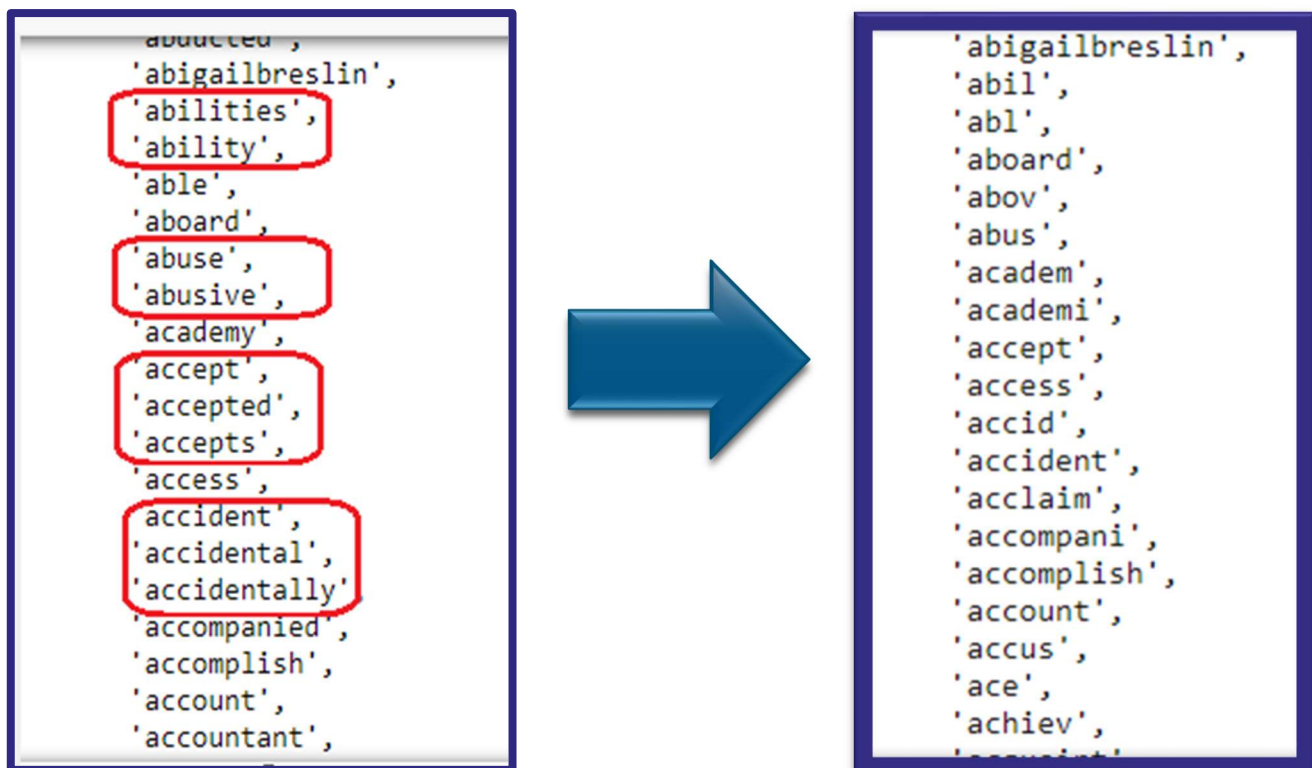 abducted',
'abigailbreslin',
'abilities',
'ability',
'able',
'aboard',
'abuse',
'abusive',
'academy',
'accept',
'accepted',
'accepts',
'access',
'accident',
'accidental',
'accidentally'
'accompanied',
'accomplish',
'account',
'accountant',
'abigailbreslin',
'abil',
'abl',
'aboard',
'abov',
'abus',
'academ',
'academi',
'accept',
'access',
'accid',
'accident',
'acclaim',
'accompani',
'accomplish',
'account',
'accus',
'ace',
'achiev',